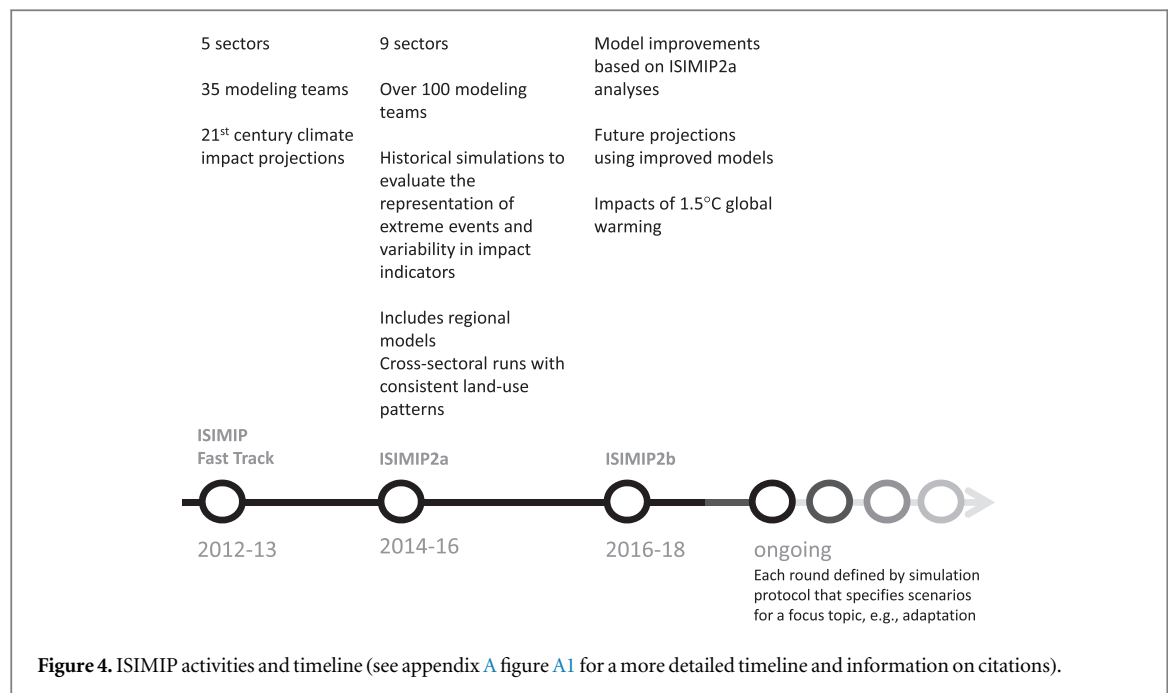 5 sectors
35 modeling teams
21st century climate
impact projections
9 sectors
Over 100 modeling
teams
Historical simulations to
evaluate the
representation of
extreme events and
variability in impact
indicators
Includes regional
models
Cross-sectoral runs with
consistent land-use
patterns
Model improvements
based on ISIMIP2a
analyses
Future projections
using improved models
Impacts of 1.5°C global
warming
ISIMIP
Fast Track
ISIMIP2a
ISIMIP2b
2012-13
2014-16
2016-18
ongoing
Each round defined by simulation
protocol that specifies scenarios
for a focus topic, e.g., adaptation
Figure 4. ISIMIP activities and timeline (see appendix A figure A1 for a more detailed timeline and information on citations).